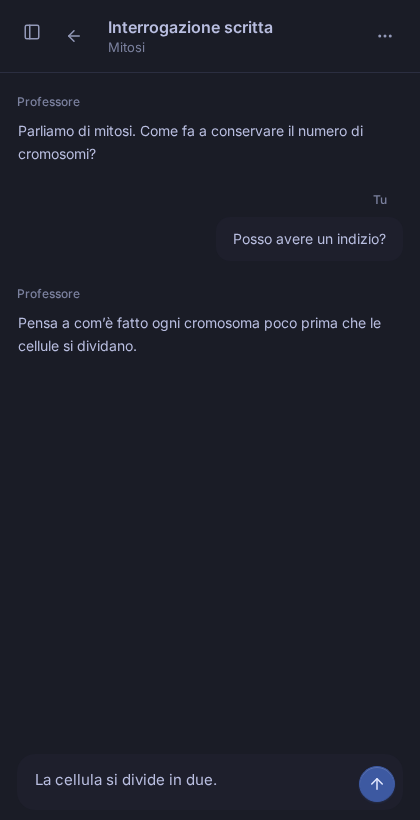 Interrogazione scritta
Mitosi
Professore
Parliamo di mitosi. Come fa a conservare il numero di
cromosomi?
Tu
Posso avere un indizio?
Professore
Pensa a com’è fatto ogni cromosoma poco prima che le
cellule si dividano.
La cellula si divide in due.